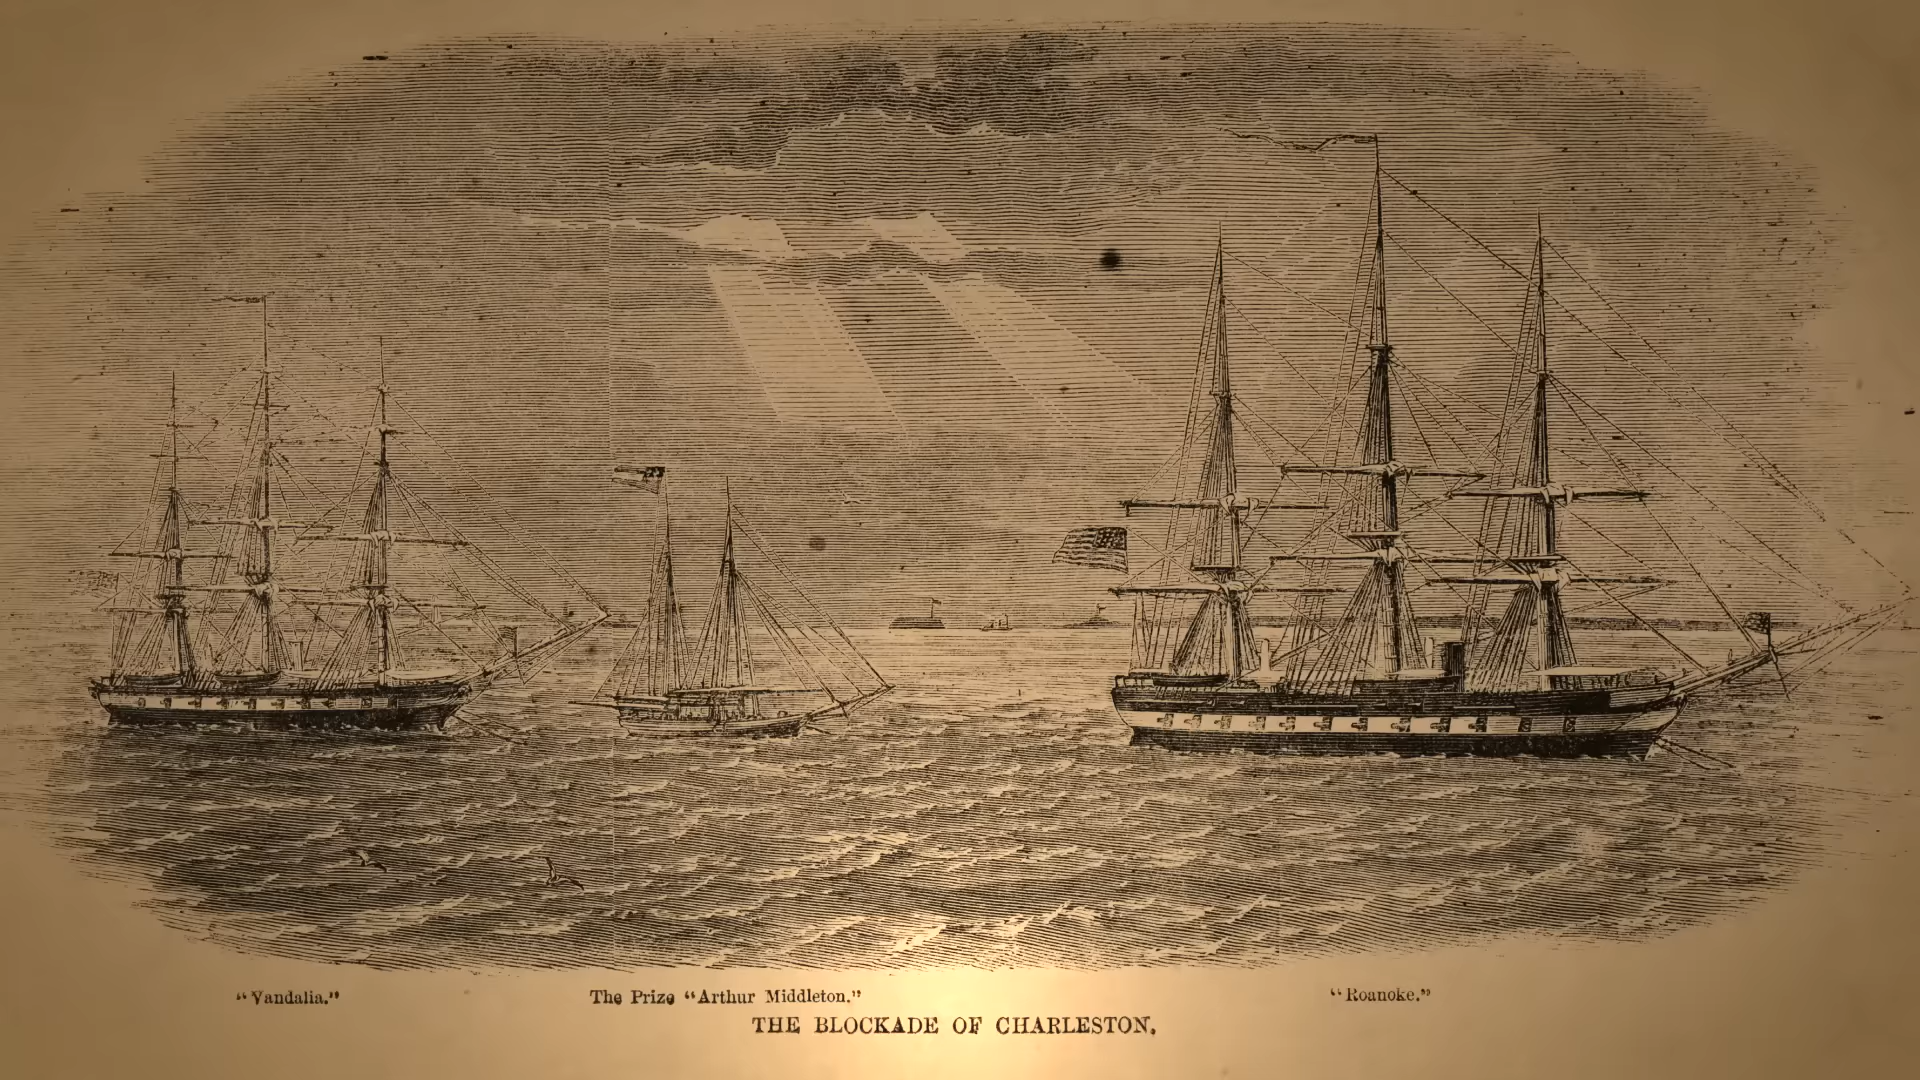 "Vandalia." The Prize "Arthur Middleton." "Roanoke."
THE BLOCKADE OF CHARLESTON.